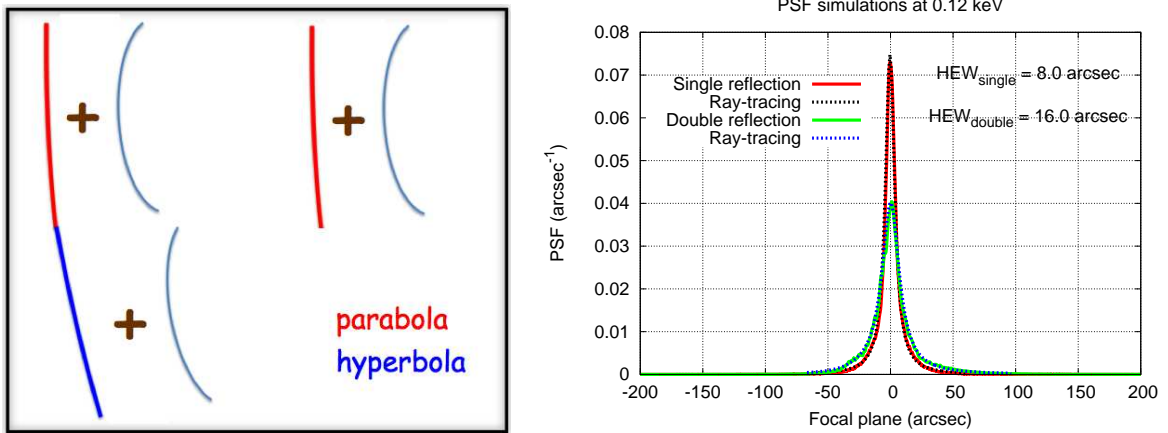 parabola
hyperbola
PSF simulations at 0.12 keV
PSF (arcsec⁻¹)
0.08
0.07
0.06
0.05
0.04
0.03
0.02
0.01
0
Single reflection
Ray-tracing
Double reflection
Ray-tracing
HEW_single = 8.0 arcsec
HEW_double = 16.0 arcsec
-200 -150 -100 -50 0 50 100 150 200
Focal plane (arcsec)